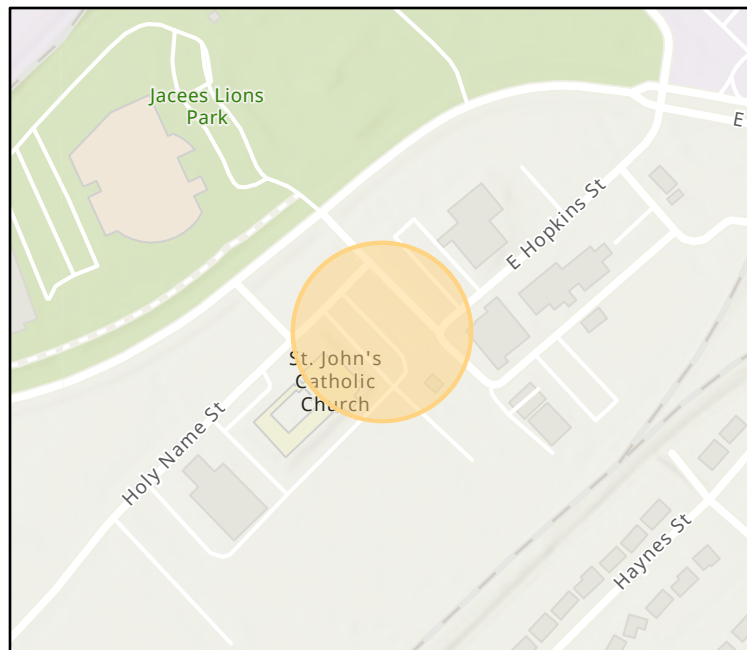 Jacees Lions
Park
E
E Hopkins St
St. John's
Catholic
Church
Holy Name St
Haynes St